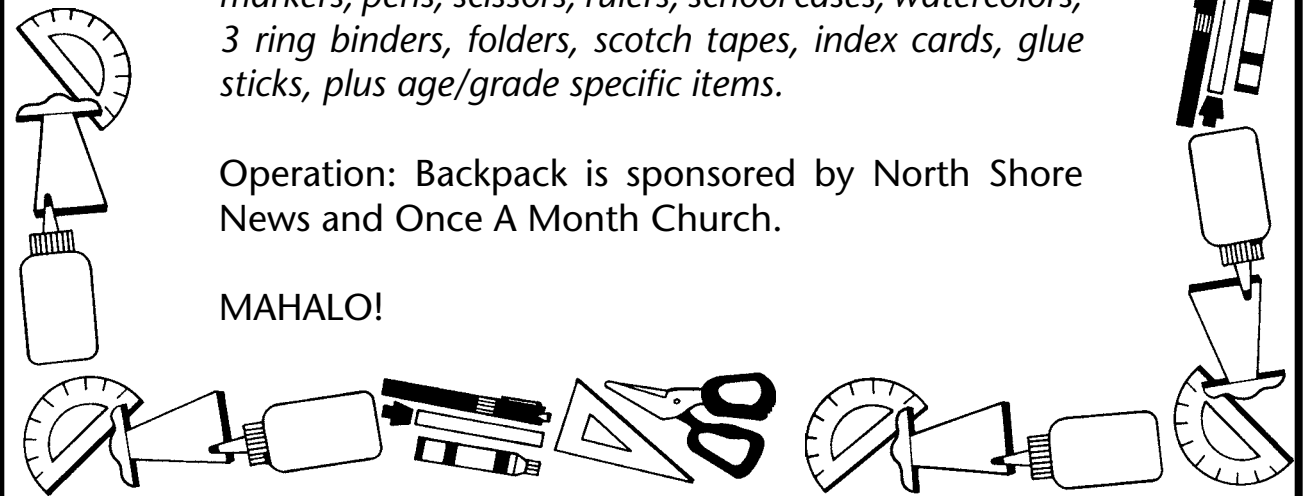 markers, pens, scissors, rulers, school cases, watercolors,
3 ring binders, folders, scotch tapes, index cards, glue
sticks, plus age/grade specific items.
Operation: Backpack is sponsored by North Shore
News and Once A Month Church.
MAHALO!